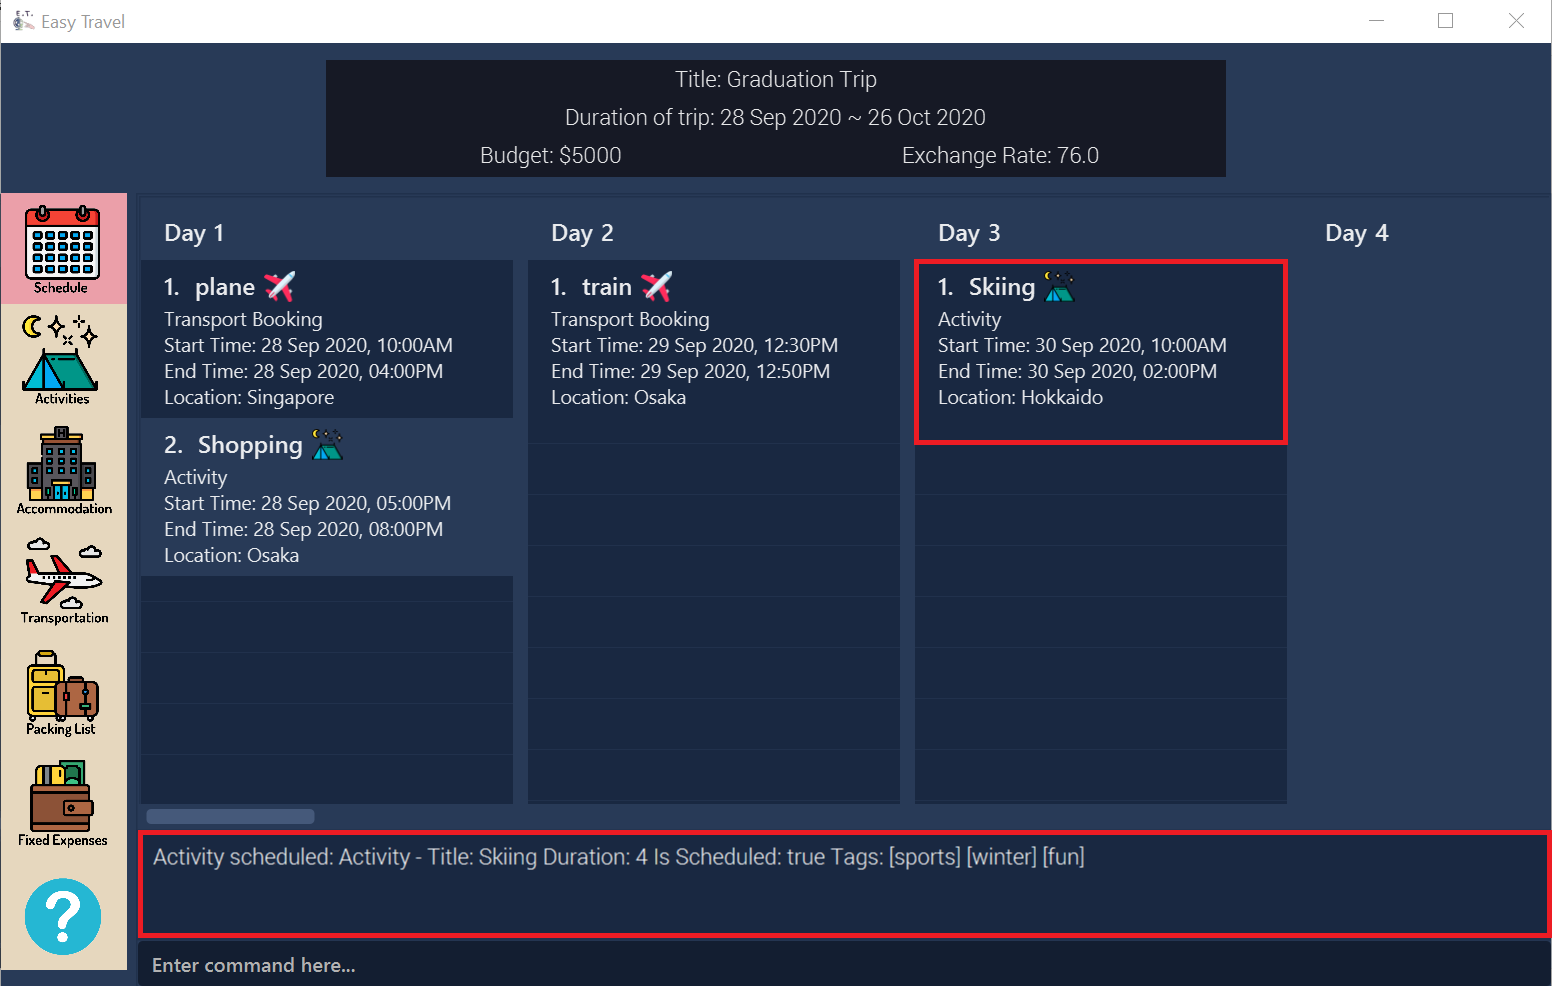 E.T.
Easy Travel
Title: Graduation Trip
Duration of trip: 28 Sep 2020 ~ 26 Oct 2020
Budget: $5000
Exchange Rate: 76.0
Schedule
Activities
Accommodation
Transportation
Packing List
Fixed Expenses
?
Day 1
1. plane
Transport Booking
Start Time: 28 Sep 2020, 10:00AM
End Time: 28 Sep 2020, 04:00PM
Location: Singapore
2. Shopping
Activity
Start Time: 28 Sep 2020, 05:00PM
End Time: 28 Sep 2020, 08:00PM
Location: Osaka
Day 2
1. train
Transport Booking
Start Time: 29 Sep 2020, 12:30PM
End Time: 29 Sep 2020, 12:50PM
Location: Osaka
Day 3
1. Skiing
Activity
Start Time: 30 Sep 2020, 10:00AM
End Time: 30 Sep 2020, 02:00PM
Location: Hokkaido
Day 4
Activity scheduled: Activity - Title: Skiing Duration: 4 Is Scheduled: true Tags: [sports] [winter] [fun]
Enter command here...